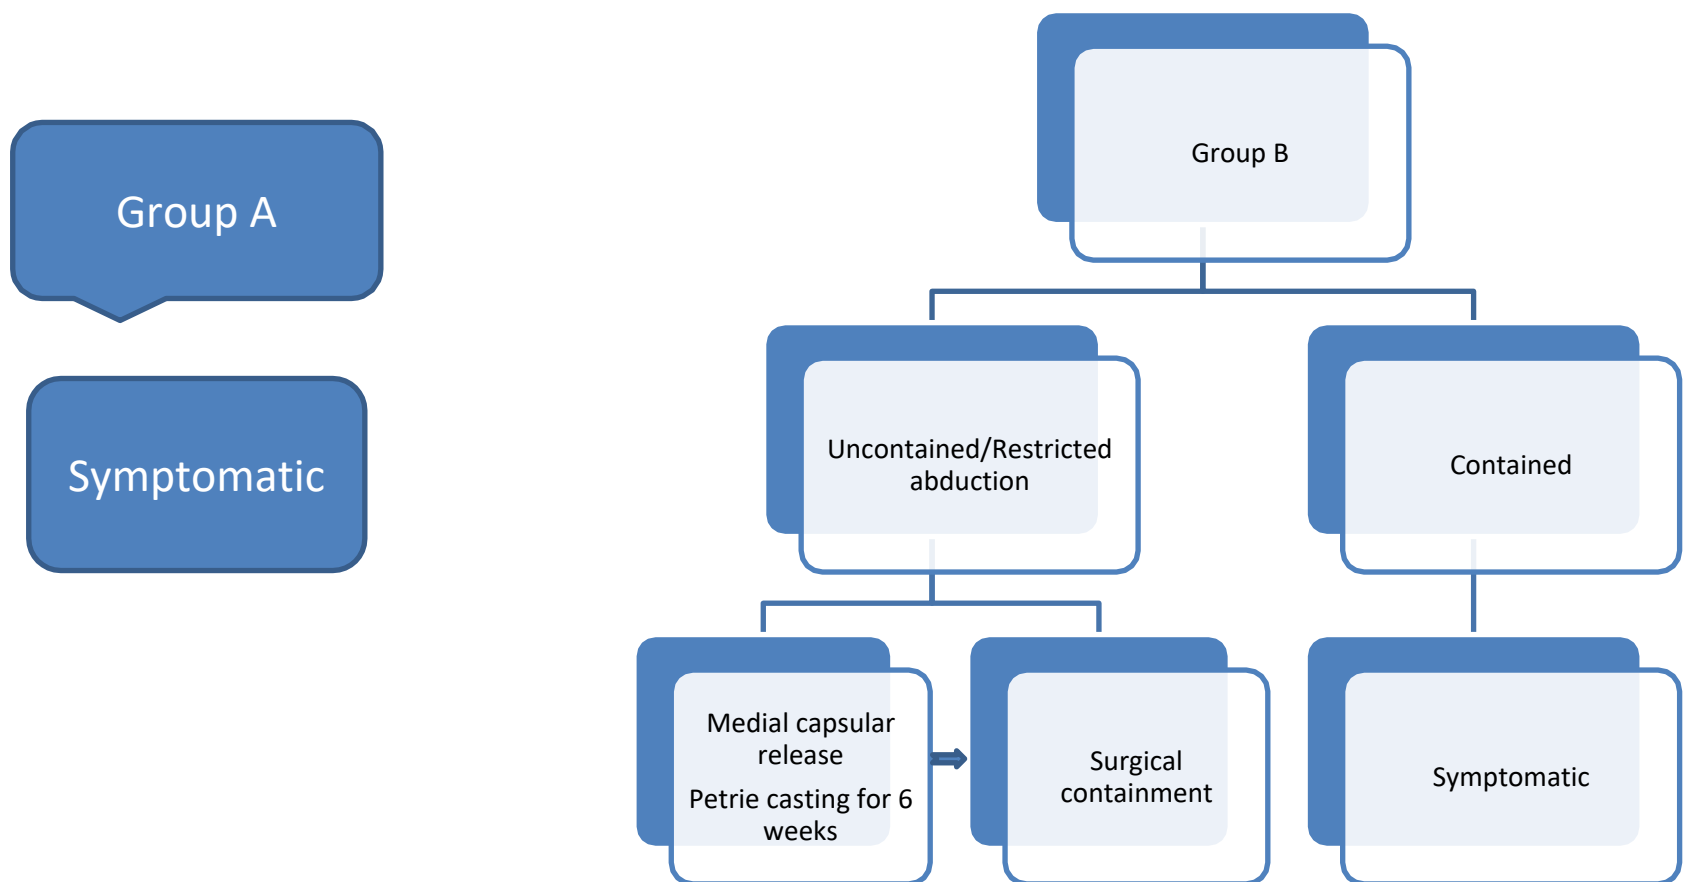 Group A
Symptomatic
Group B
Uncontained/Restricted
abduction
Contained
Medial capsular
release
Petrie casting for 6
weeks
Surgical
containment
Symptomatic